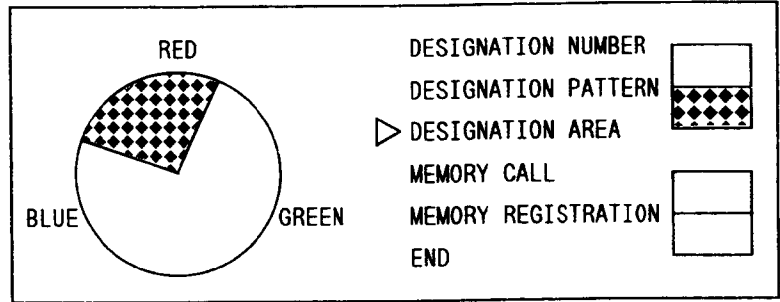 RED
BLUE
GREEN
DESIGNATION NUMBER
DESIGNATION PATTERN
DESIGNATION AREA
MEMORY CALL
MEMORY REGISTRATION
END